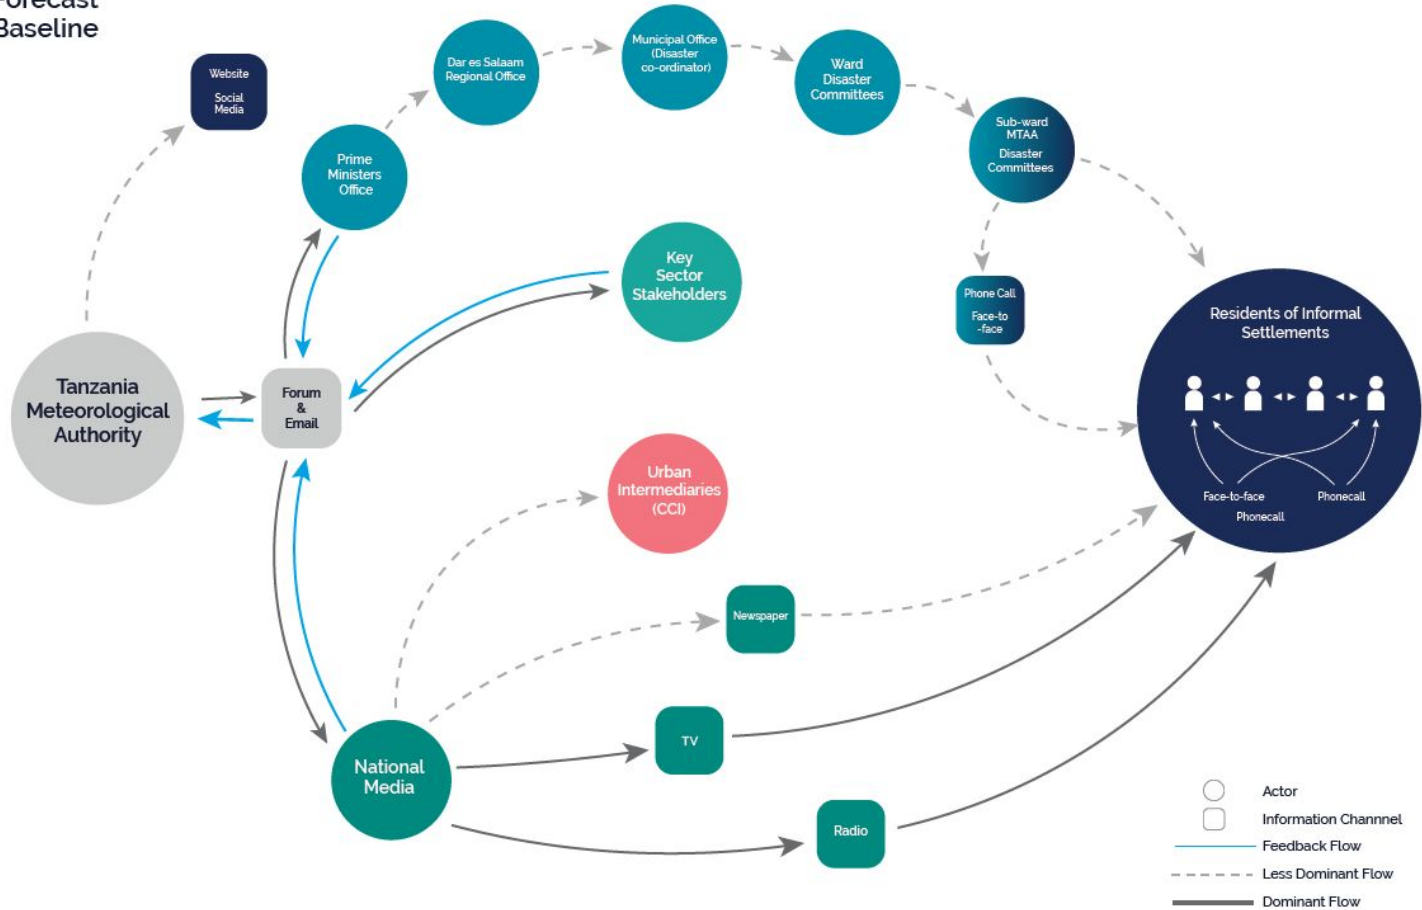 Forecast
Baseline
Website
Social
Media
Prime
Ministers
Office
Dar es Salaam
Regional Office
Municipal Office
(Disaster
co-ordinator)
Ward
Disaster
Committees
Sub-ward
MTAA
Disaster
Committees
Phone Call
Face-to
-face
Key
Sector
Stakeholders
Tanzania
Meteorological
Authority
Forum
&
Email
Residents of Informal
Settlements
Face-to-face
Phonecall
Phonecall
Urban
Intermediaries
(CCI)
Newspaper
TV
National
Media
Radio
Actor
Information Channnel
Feedback Flow
Less Dominant Flow
Dominant Flow